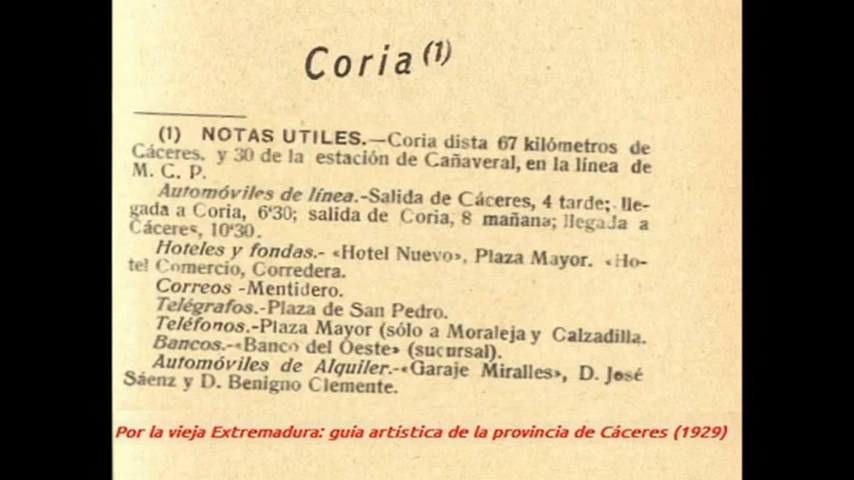 Coria (1)
(1) NOTAS UTILES.—Coria dista 67 kilómetros de
Cáceres. y 30 de la estación de Cañaveral, en la línea de
M. C. P.
Automóviles de línea.-Salida de Cáceres, 4 tarde; lle-
gada a Coria, 6'30; salida de Coria, 8 mañana; llegada a
Cáceres, 10'30.
Hoteles y fondas.- «Hotel Nuevo», Plaza Mayor. «Ho-
tel Comercio, Corredera.
Correos -Mentidero.
Telégrafos.-Plaza de San Pedro.
Teléfonos.-Plaza Mayor (sólo a Moraleja y Calzadilla.
Bancos.-«Banco del Oeste» (sucursal).
Automóviles de Alquiler.-«Garaje Miralles», D. José
Sáenz y D. Benigno Clemente.
Por la vieja Extremadura: guia artistica de la provincia de Cáceres (1929)